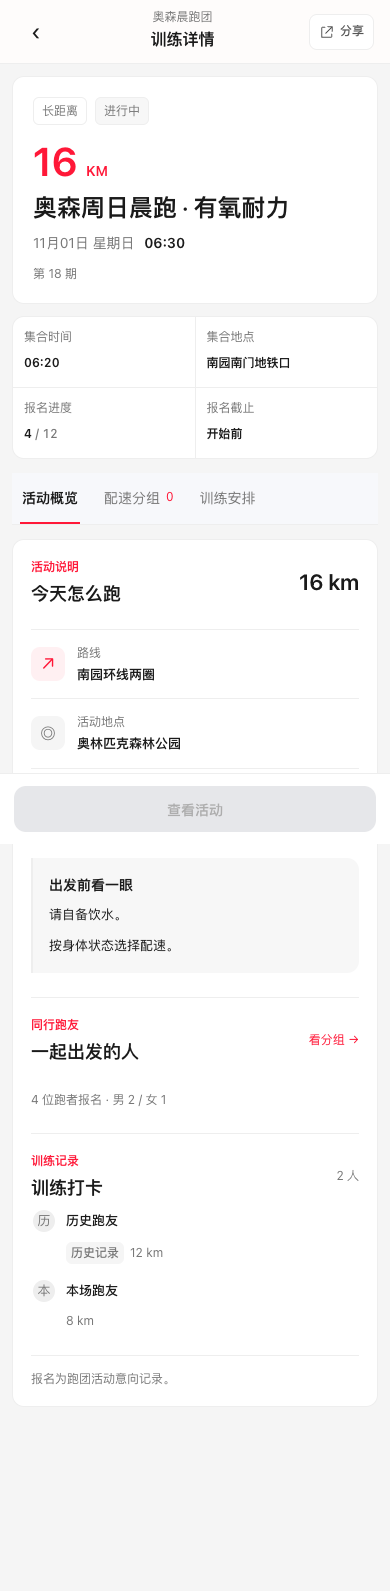 奥森晨跑团
训练详情
分享
长距离 进行中
16 KM
奥森周日晨跑 · 有氧耐力
11月01日 星期日 06:30
第 18 期
集合时间
06:20
集合地点
南园南门地铁口
报名进度
4 / 12
报名截止
开始前
活动概览 配速分组 0 训练安排
活动说明
今天怎么跑
16 km
路线
南园环线两圈
活动地点
奥林匹克森林公园
查看活动
出发前看一眼
请自备饮水。
按身体状态选择配速。
同行跑友
一起出发的人
看分组 →
4 位跑者报名 · 男 2 / 女 1
训练记录
训练打卡
2 人
历 历史跑友
历史记录 12 km
本 本场跑友
8 km
报名为跑团活动意向记录。